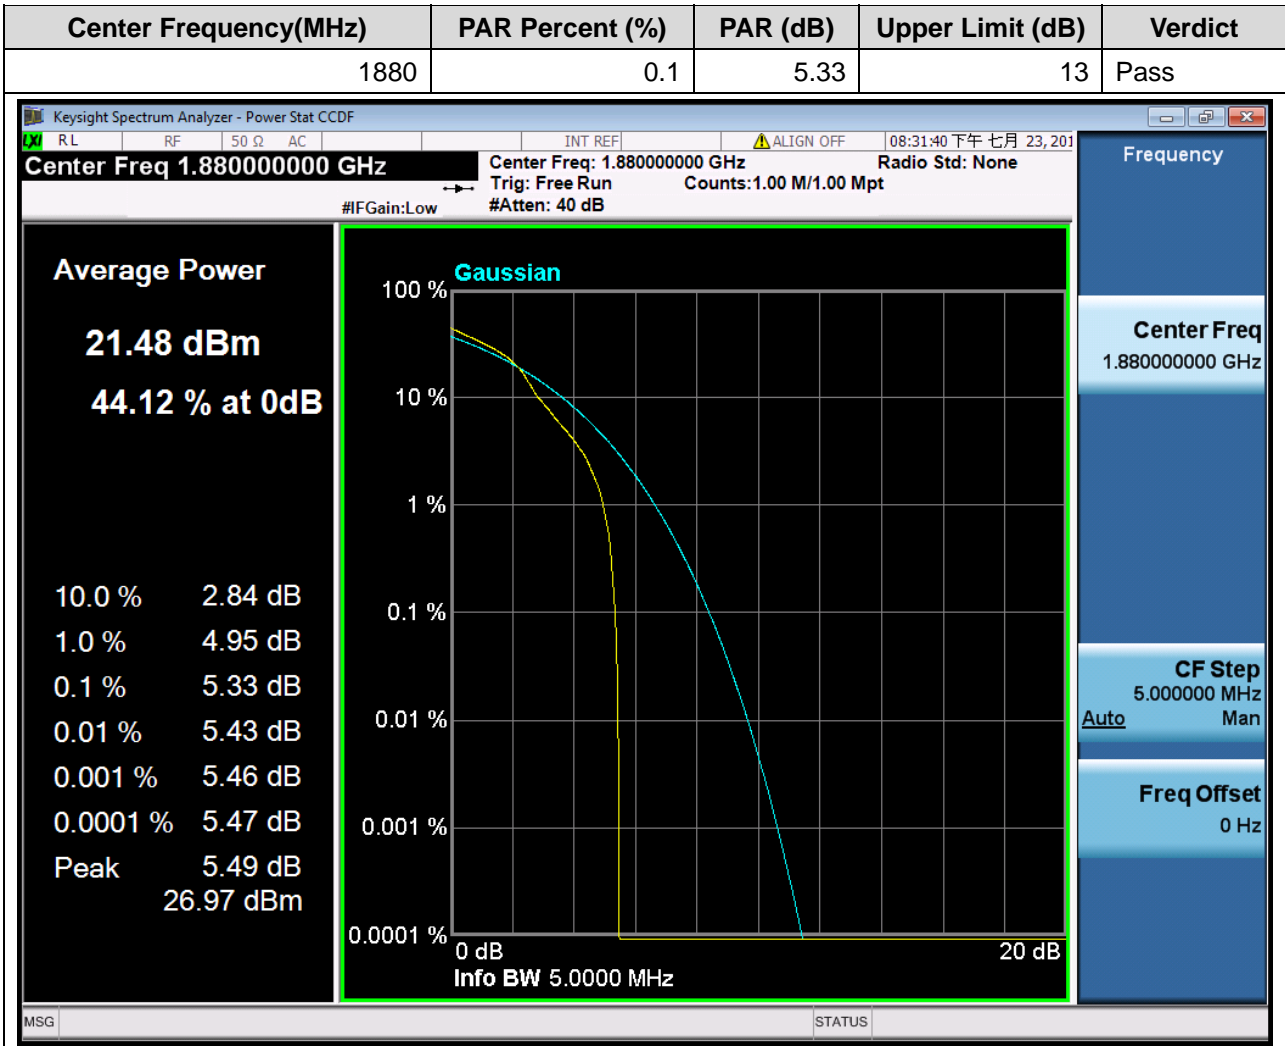 Center Frequency(MHz) PAR Percent (%) PAR (dB) Upper Limit (dB) Verdict
1880 0.1 5.33 13 Pass
Keysight Spectrum Analyzer - Power Stat CCDF
LXI RL RF 50 Ω AC INT REF ALIGN OFF 08:31:40 下午 七月 23, 201
Center Freq 1.880000000 GHz
#IFGain:Low
Center Freq: 1.880000000 GHz Radio Std: None
Trig: Free Run Counts:1.00 M/1.00 Mpt
#Atten: 40 dB
Average Power
21.48 dBm
44.12 % at 0dB
10.0 % 2.84 dB
1.0 % 4.95 dB
0.1 % 5.33 dB
0.01 % 5.43 dB
0.001 % 5.46 dB
0.0001 % 5.47 dB
Peak 5.49 dB
26.97 dBm
Gaussian
100 %
10 %
1 %
0.1 %
0.01 %
0.001 %
0.0001 %
0 dB 20 dB
Info BW 5.0000 MHz
Frequency
Center Freq
1.880000000 GHz
CF Step
5.000000 MHz
Auto Man
Freq Offset
0 Hz
MSG STATUS